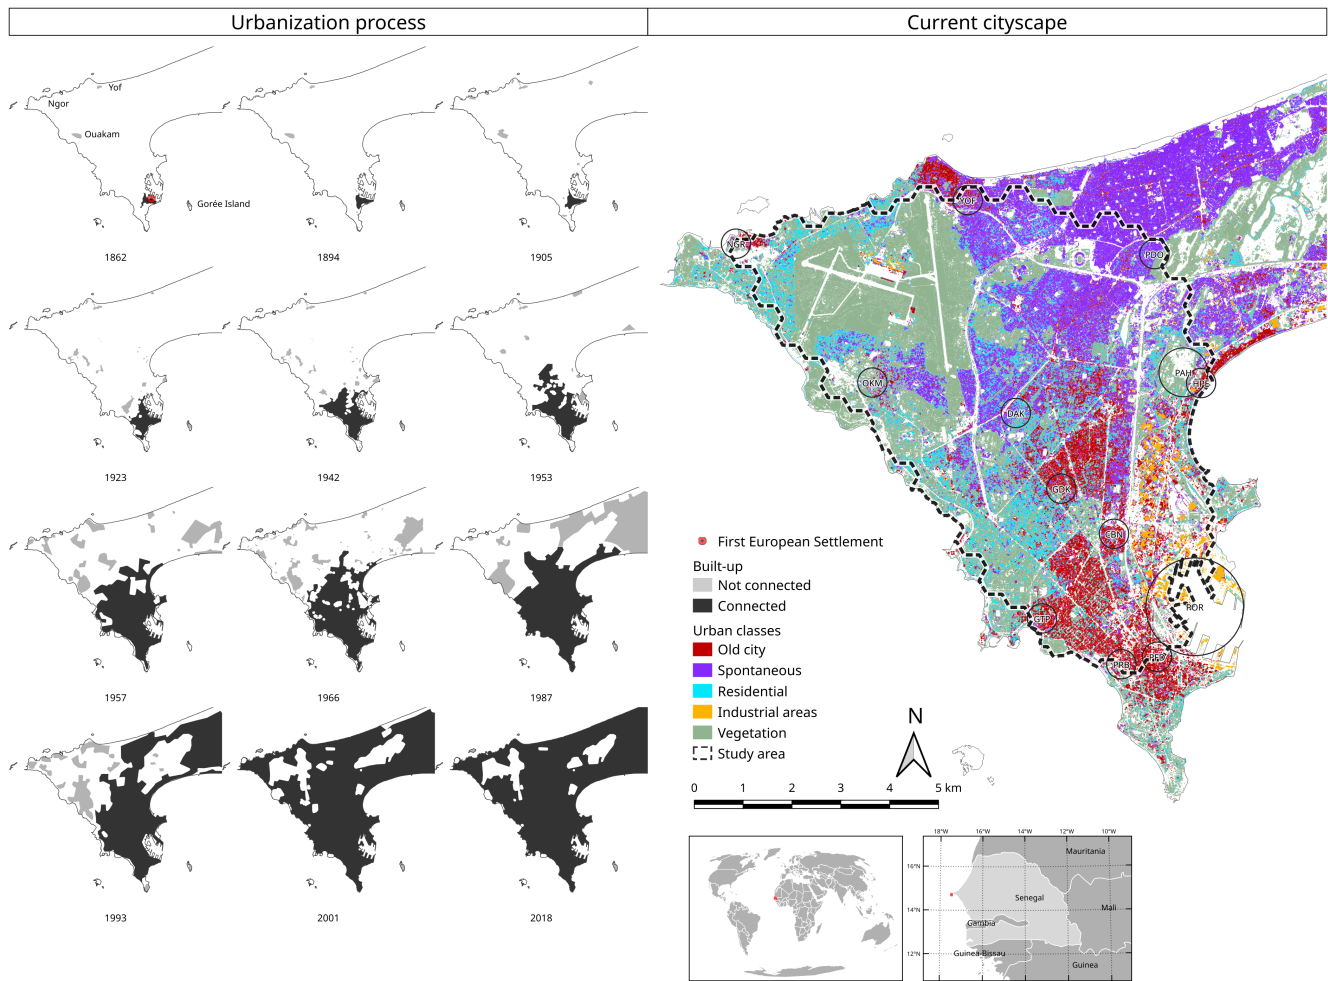 Urbanization process
Current cityscape
Yof
Ngor
Ouakam
Gorée Island
1862
1894
1905
1923
1942
1953
1957
1966
1987
1993
2001
2018
YOF
NGR
PDO
OKM
PAH
DAK
GDK
CBN
POR
GTP
PRB
First European Settlement
Built-up
Not connected
Connected
Urban classes
Old city
Spontaneous
Residential
Industrial areas
Vegetation
Study area
N
0 1 2 3 4 5 km
18°W 16°W 14°W 12°W 10°W
16°N
14°N
12°N
Mauritania
Senegal
Mali
Gambia
Guinea-Bissau
Guinea